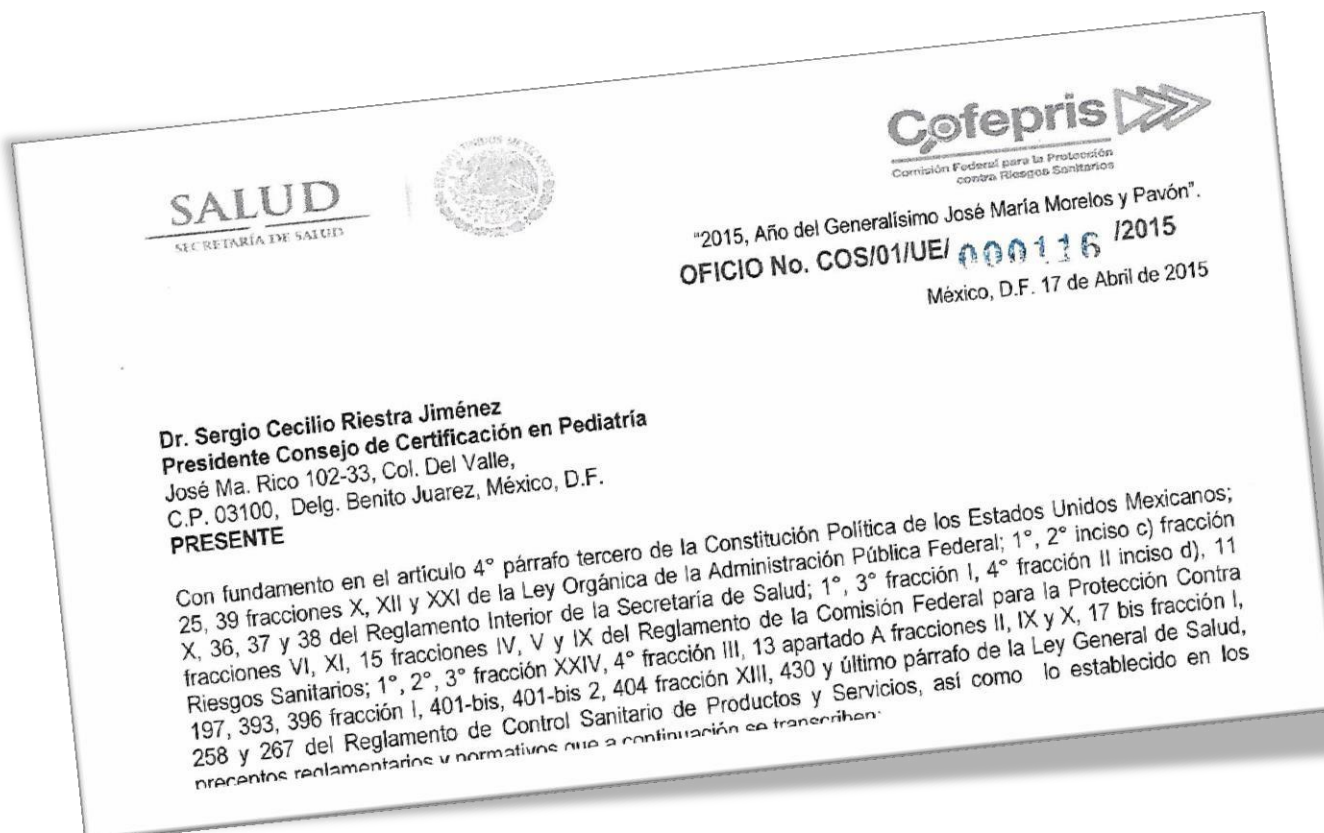 SALUD
SECRETARÍA DE SALUD
UNIDOS
Cofepris
Comisión Federal para la Protección
contra Riesgos Sanitarios
"2015, Año del Generalísimo José María Morelos y Pavón".
OFICIO No. COS/01/UE/ 000116 /2015
México, D.F. 17 de Abril de 2015
Dr. Sergio Cecilio Riestra Jiménez
Presidente Consejo de Certificación en Pediatría
José Ma. Rico 102-33, Col. Del Valle,
C.P. 03100, Delg. Benito Juarez, México, D.F.
PRESENTE
Con fundamento en el artículo 4° párrafo tercero de la Constitución Política de los Estados Unidos Mexicanos;
25, 39 fracciones X, XII y XXI de la Ley Orgánica de la Administración Pública Federal; 1°, 2° inciso c) fracción
X, 36, 37 y 38 del Reglamento Interior de la Secretaría de Salud; 1°, 3° fracción I, 4° fracción II inciso d), 11
fracciones VI, XI, 15 fracciones IV, V y IX del Reglamento de la Comisión Federal para la Protección Contra
Riesgos Sanitarios; 1°, 2°, 3° fracción XXIV, 4° fracción III, 13 apartado A fracciones II, IX y X, 17 bis fracción I,
197, 393, 396 fracción I, 401-bis, 401-bis 2, 404 fracción XIII, 430 y último párrafo de la Ley General de Salud,
258 y 267 del Reglamento de Control Sanitario de Productos y Servicios, así como lo establecido en los
preceptos reglamentarios y normativos que a continuación se transcriben: